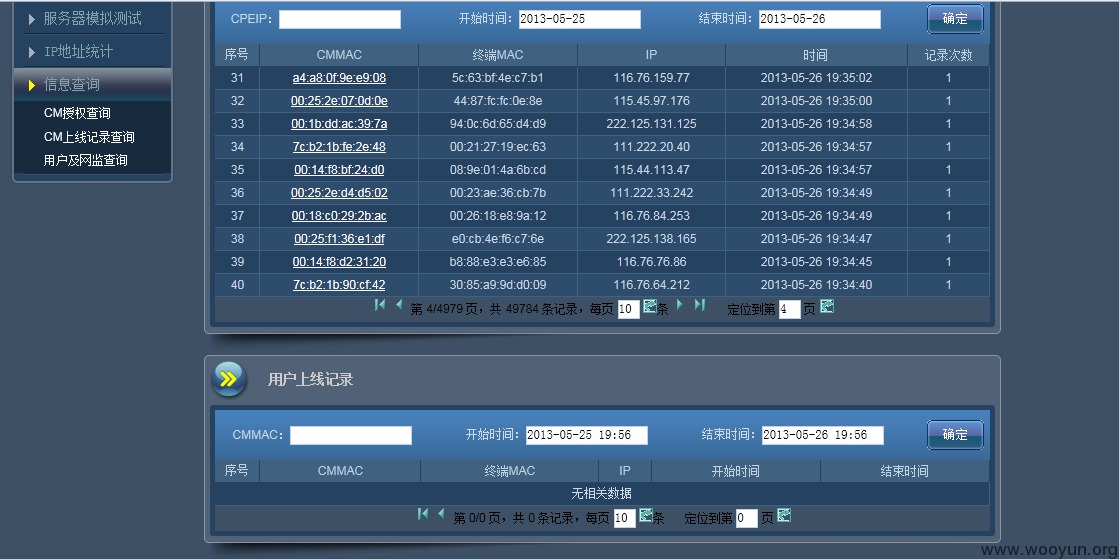 服务器模拟测试
IP地址统计
信息查询
CM授权查询
CM上线记录查询
用户及网监查询
CPEIP： 开始时间：2013-05-25 结束时间：2013-05-26 确定
序号 CMMAC 终端MAC IP 时间 记录次数
31 a4:a8:0f:9e:e9:08 5c:63:bf:4e:c7:b1 116.76.159.77 2013-05-26 19:35:02 1
32 00:25:2e:07:0d:0e 44:87:fc:fc:0e:8e 115.45.97.176 2013-05-26 19:35:00 1
33 00:1b:dd:ac:39:7a 94:0c:6d:65:d4:d9 222.125.131.125 2013-05-26 19:34:58 1
34 7c:b2:1b:fe:2e:48 00:21:27:19:ec:63 111.222.20.40 2013-05-26 19:34:57 1
35 00:14:f8:bf:24:d0 08:9e:01:4a:6b:cd 115.44.113.47 2013-05-26 19:34:57 1
36 00:25:2e:d4:d5:02 00:23:ae:36:cb:7b 111.222.33.242 2013-05-26 19:34:49 1
37 00:18:c0:29:2b:ac 00:26:18:e8:9a:12 116.76.84.253 2013-05-26 19:34:49 1
38 00:25:f1:36:e1:df e0:cb:4e:f6:c7:6e 222.125.138.165 2013-05-26 19:34:47 1
39 00:14:f8:d2:31:20 b8:88:e3:e3:e6:85 116.76.76.86 2013-05-26 19:34:45 1
40 7c:b2:1b:90:cf:42 30:85:a9:9d:d0:09 116.76.64.212 2013-05-26 19:34:40 1
第 4/4979 页，共 49784 条记录，每页 10 条 定位到第 4 页
用户上线记录
CMMAC： 开始时间：2013-05-25 19:56 结束时间：2013-05-26 19:56 确定
序号 CMMAC 终端MAC IP 开始时间 结束时间
无相关数据
第 0/0 页，共 0 条记录，每页 10 条 定位到第 0 页
www.wooyun.org